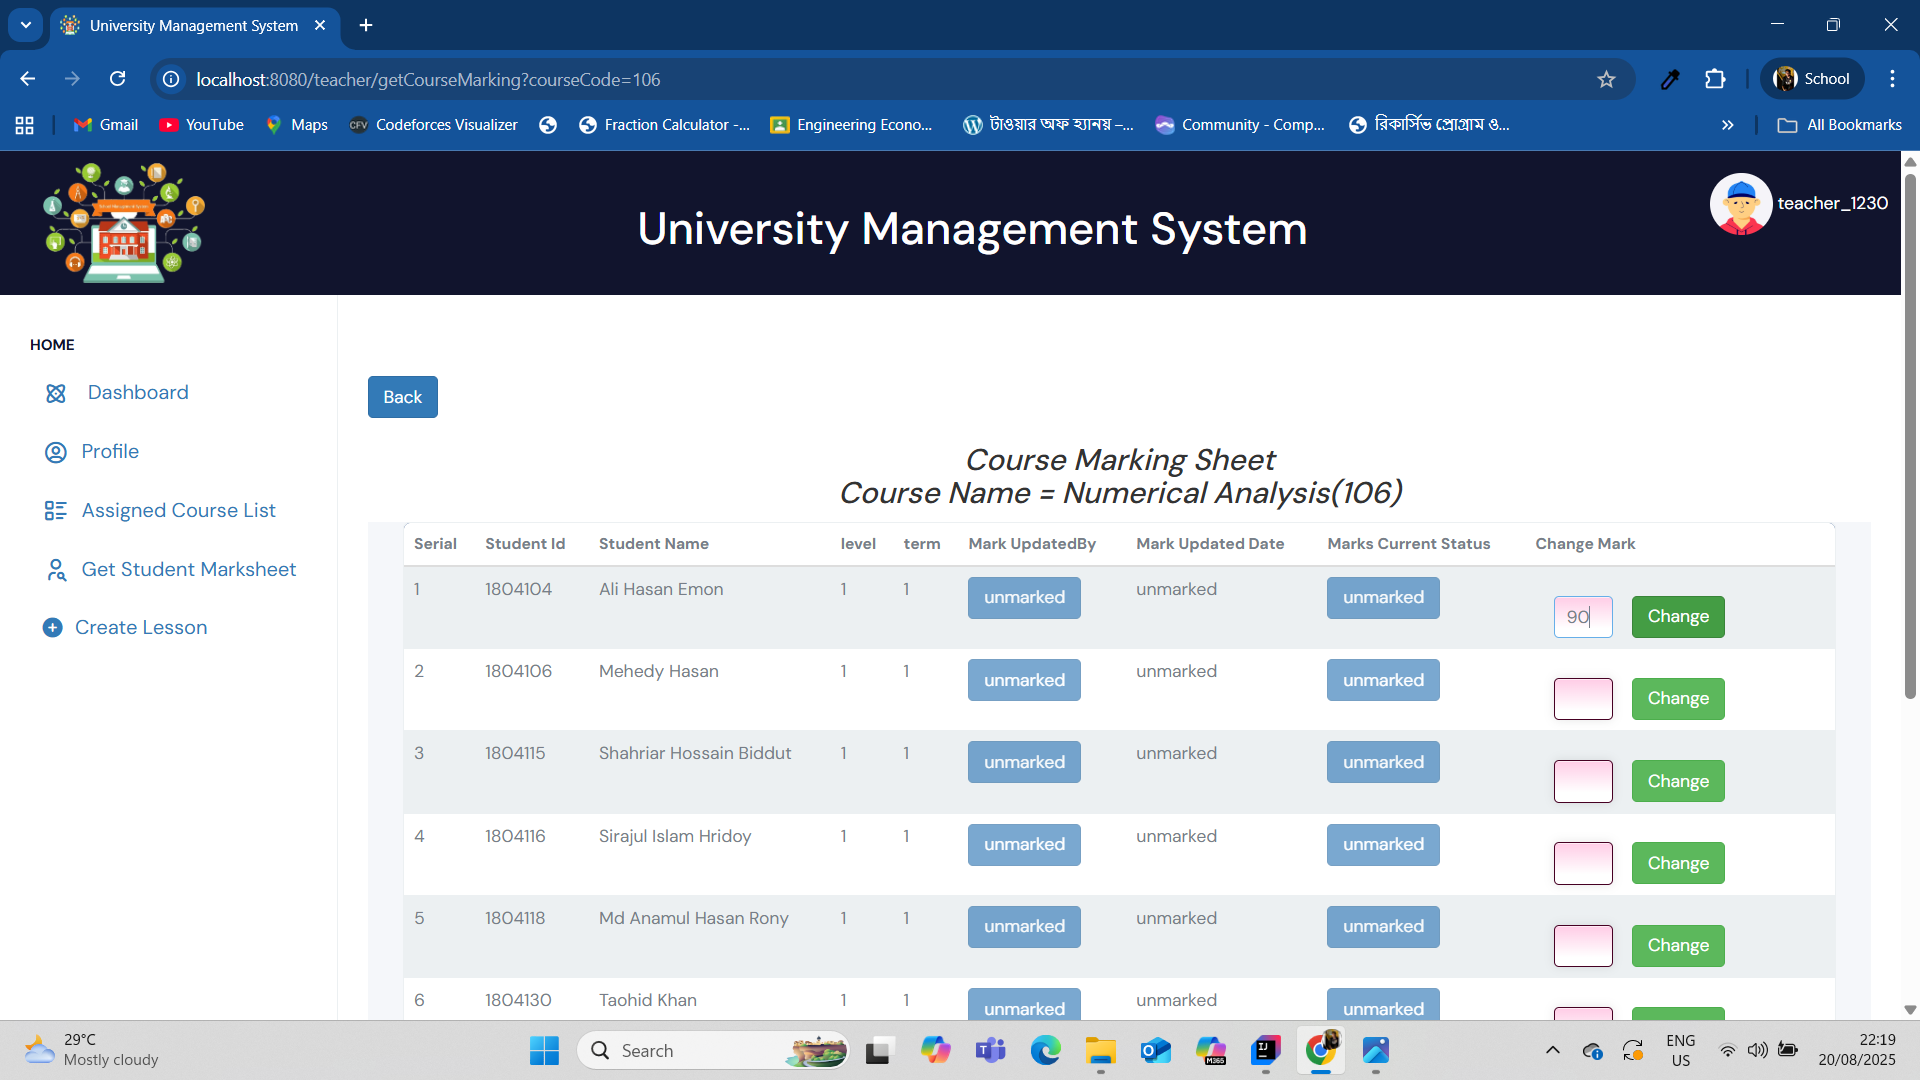 University Management System
localhost:8080/teacher/getCourseMarking?courseCode=106
School
Gmail
YouTube
Maps
CFV
Codeforces Visualizer
Fraction Calculator -...
Engineering Econo...
টাওয়ার অফ হ্যানয় –...
Community - Comp...
রিকার্সিভ প্রোগ্রাম ও...
All Bookmarks
University Management System
teacher_1230
HOME
Dashboard
Profile
Assigned Course List
Get Student Marksheet
Create Lesson
Back
Course Marking Sheet
Course Name = Numerical Analysis(106)
Serial Student Id Student Name level term Mark UpdatedBy Mark Updated Date Marks Current Status Change Mark
1 1804104 Ali Hasan Emon 1 1 unmarked unmarked unmarked 90 Change
2 1804106 Mehedy Hasan 1 1 unmarked unmarked unmarked Change
3 1804115 Shahriar Hossain Biddut 1 1 unmarked unmarked unmarked Change
4 1804116 Sirajul Islam Hridoy 1 1 unmarked unmarked unmarked Change
5 1804118 Md Anamul Hasan Rony 1 1 unmarked unmarked unmarked Change
6 1804130 Taohid Khan 1 1 unmarked unmarked unmarked
29°C
Mostly cloudy
Search
M365
ENG
US
22:19
20/08/2025